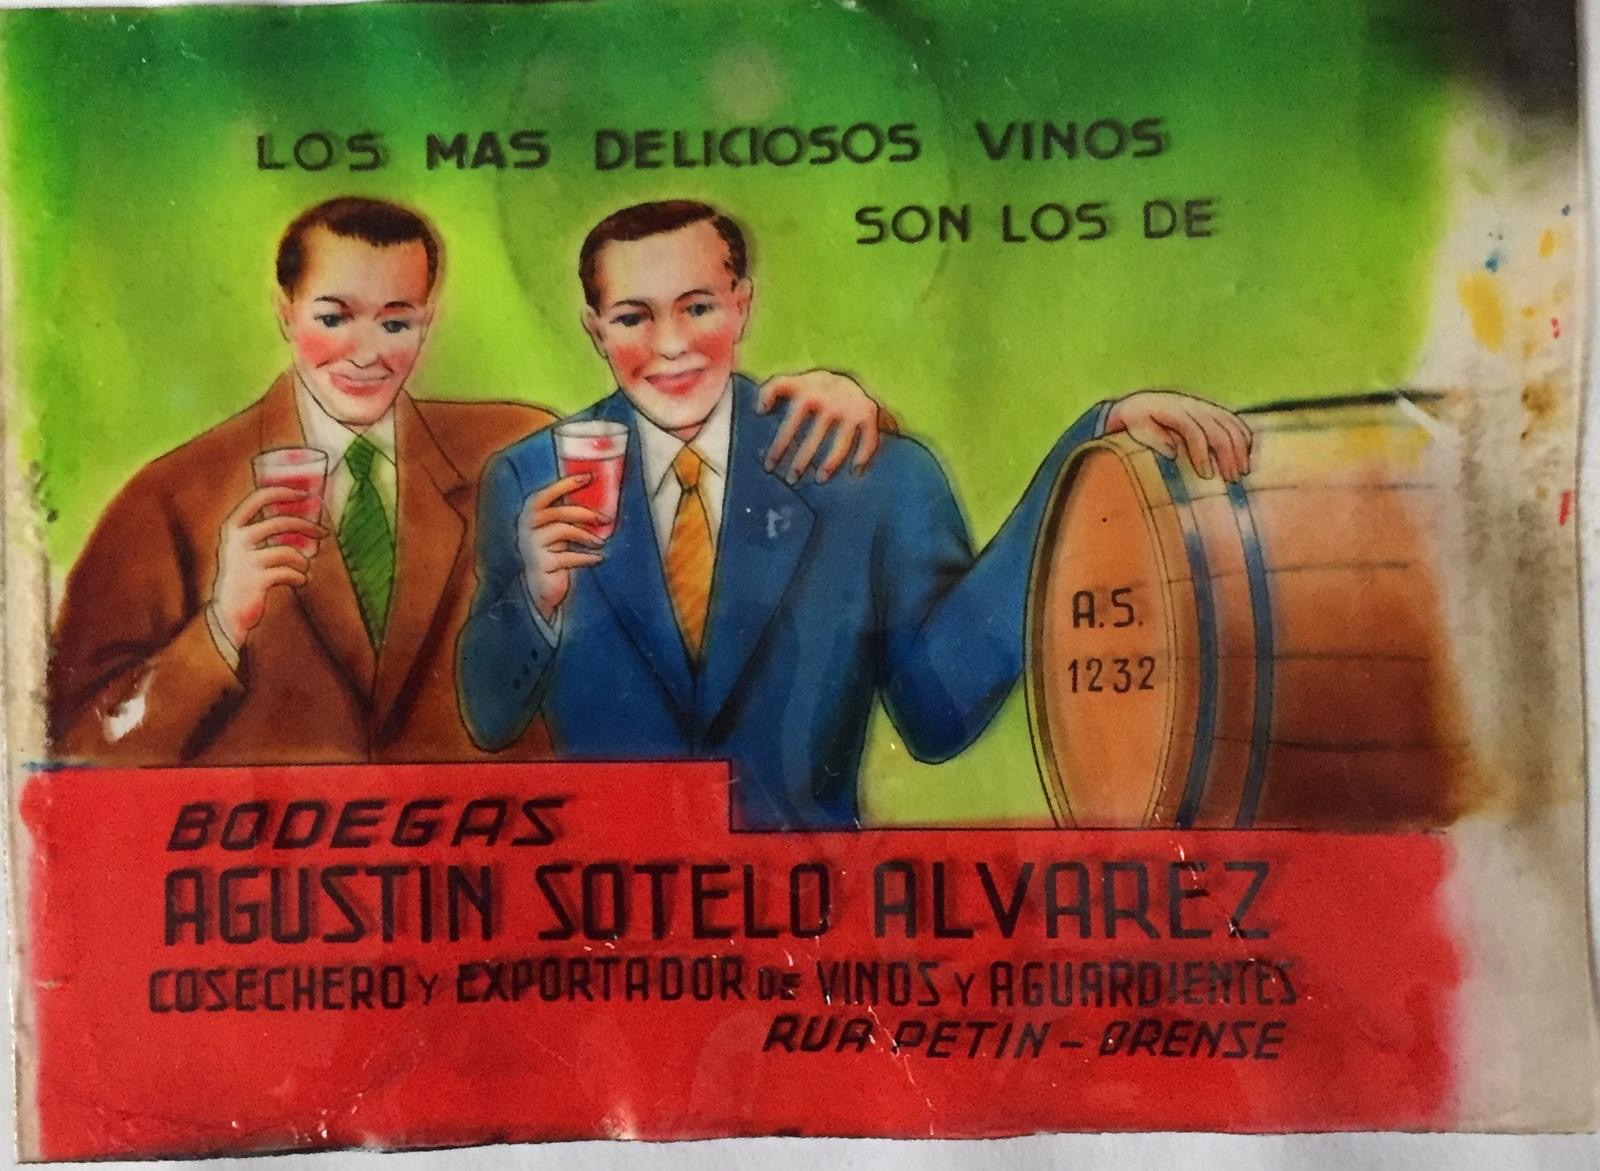 LOS MAS DELICIOSOS VINOS
SON LOS DE
A.S.
1232
BODEGAS
AGUSTIN SOTELO ALVAREZ
COSECHERO Y EXPORTADOR DE VINOS Y AGUARDIENTES
RUA PETIN - ORENSE